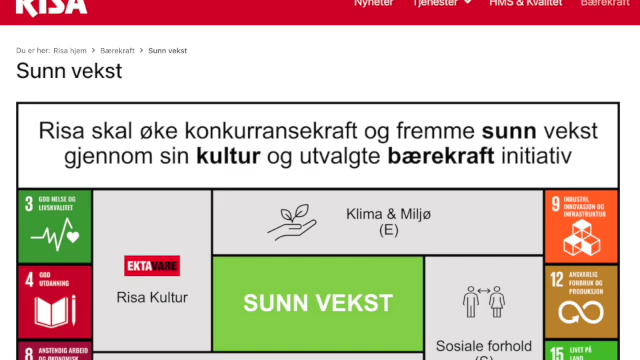 RISA
Nyheter
Tjenester
HMS & Kvalitet
Bærekraft
Du er her: Risa hjem > Bærekraft > Sunn vekst
Sunn vekst
Risa skal øke konkurransekraft og fremme sunn vekst
gjennom sin kultur og utvalgte bærekraft initiativ
3 GOD HELSE OG
LIVSKVALITET
4 GOD
UTDANNING
8 ANSTENDIG ARBEID
OG ØKONOMISK
EKTAVARE
Risa Kultur
Klima & Miljø
(E)
SUNN VEKST
Sosiale forhold
(S)
9 INDUSTRI,
INNOVASJON OG
INFRASTRUKTUR
12 ANSVARLIG
FORBRUK OG
PRODUKSJON
15 LIVET PÅ
LAND